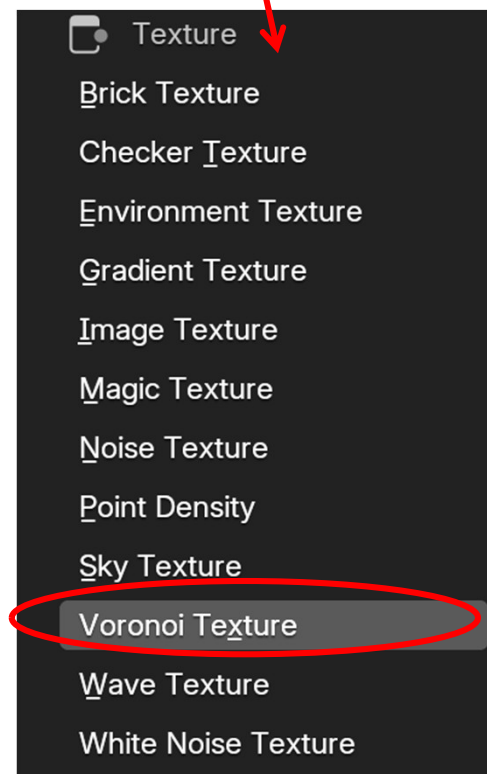 Texture
Brick Texture
Checker Texture
Environment Texture
Gradient Texture
Image Texture
Magic Texture
Noise Texture
Point Density
Sky Texture
Voronoi Texture
Wave Texture
White Noise Texture